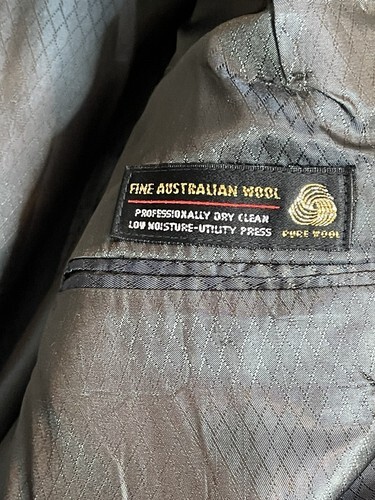 FINE AUSTRALIAN WOOL
PROFESSIONALLY DRY CLEAN
LOW MOISTURE-UTILITY PRESS
PURE WOOL